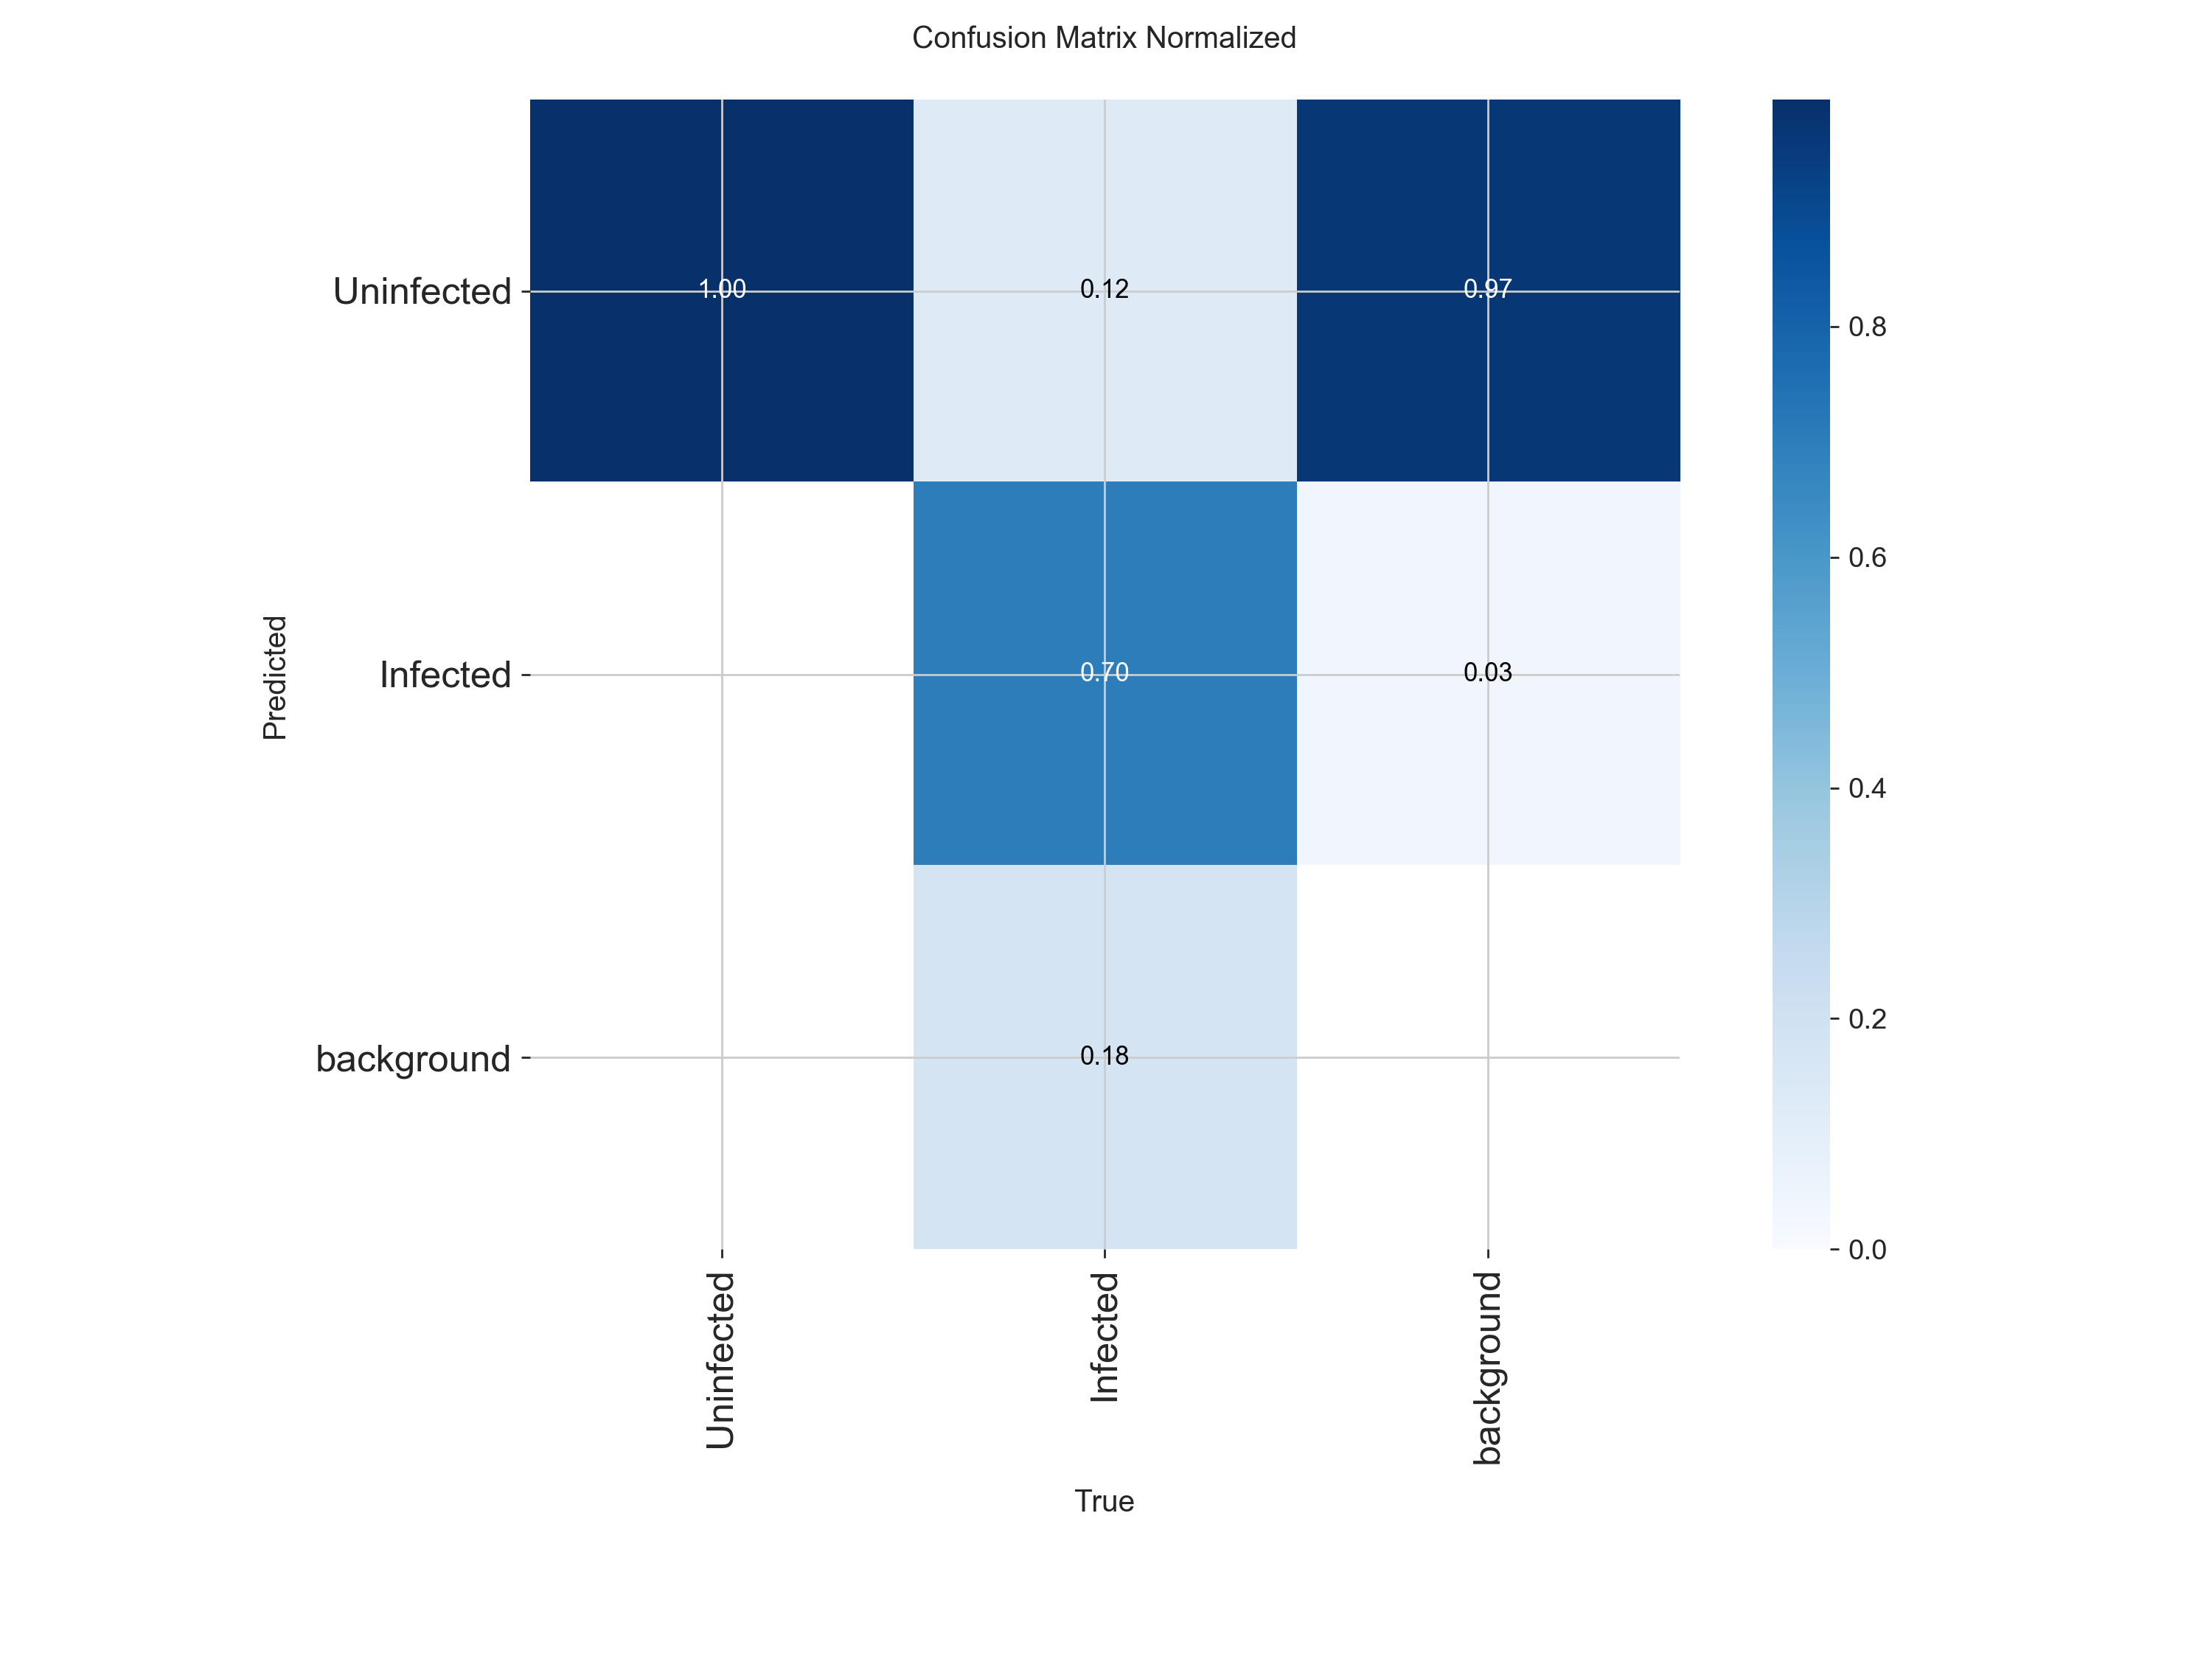 Confusion Matrix Normalized
Uninfected
1.00
0.12
0.97
0.8
0.6
Predicted
Infected
0.70
0.03
0.4
background
0.18
0.2
0.0
Uninfected
Infected
background
True